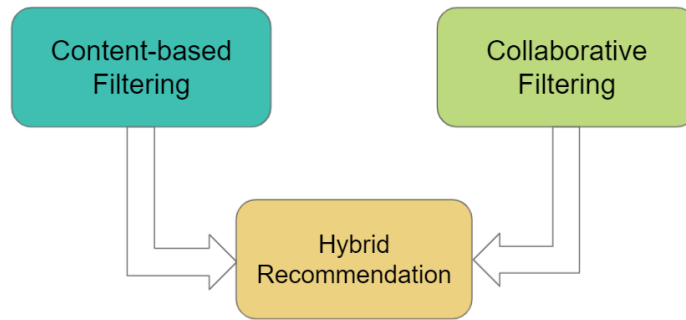 Content-based
Filtering
Collaborative
Filtering
Hybrid
Recommendation